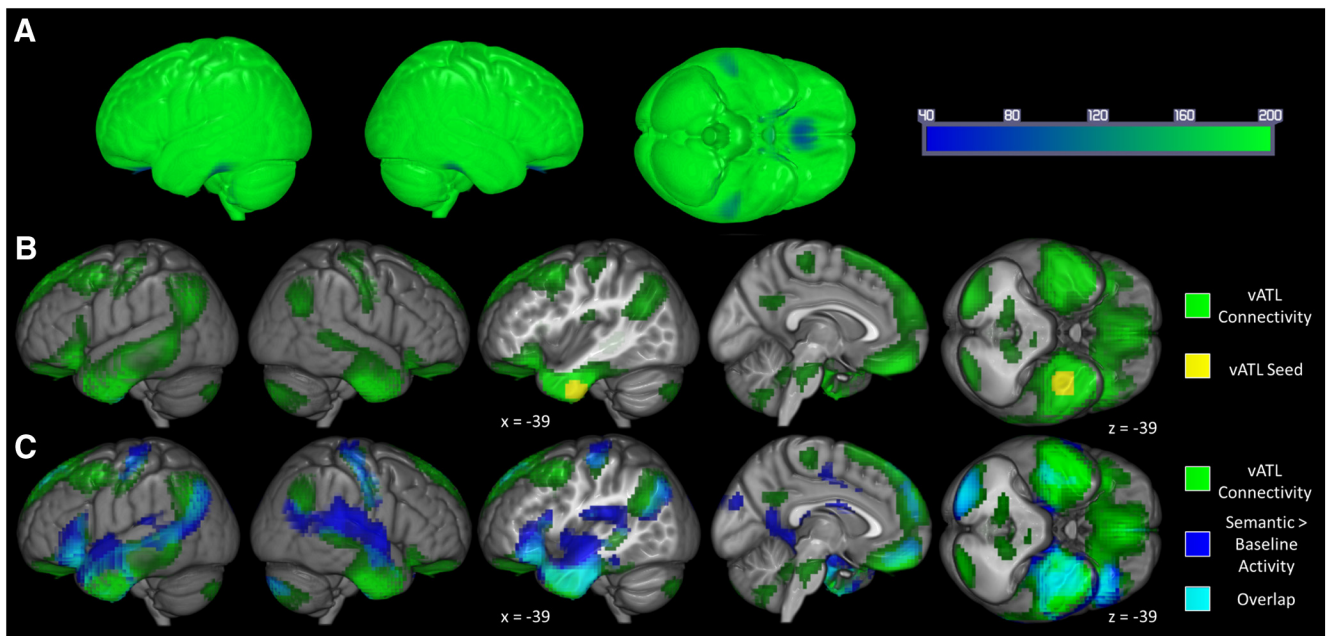 A
40 80 120 160 200
B
vATL
Connectivity
vATL Seed
x = -39
z = -39
C
vATL
Connectivity
Semantic >
Baseline
Activity
Overlap
x = -39
z = -39